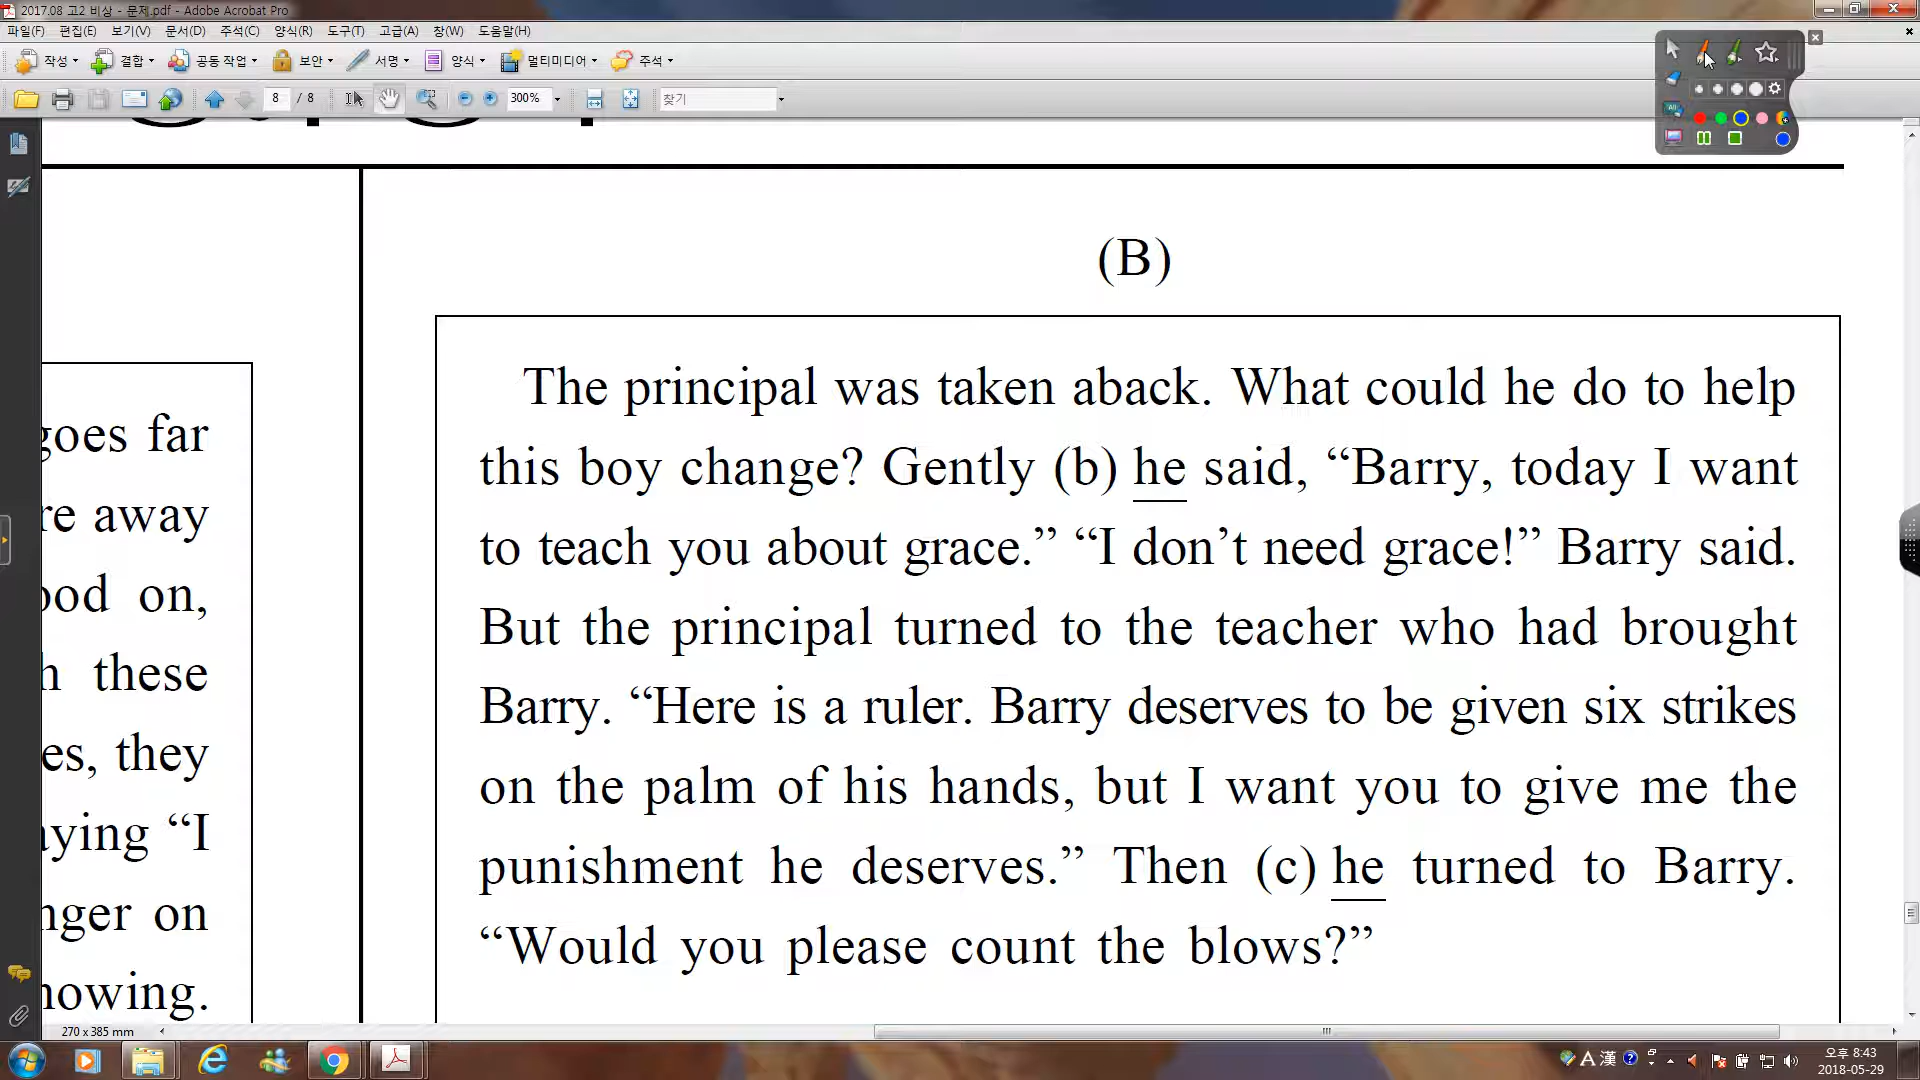 2017.08 고2 비상 - 문제.pdf - Adobe Acrobat Pro
파일(F) 편집(E) 보기(V) 문서(D) 주석(C) 양식(R) 도구(T) 고급(A) 창(W) 도움말(H)
작성 결합 공동 작업 보안 서명 양식 멀티미디어 주석
8 / 8 300% 찾기
(B)
The principal was taken aback. What could he do to help
this boy change? Gently (b) he said, “Barry, today I want
to teach you about grace.” “I don’t need grace!” Barry said.
But the principal turned to the teacher who had brought
Barry. “Here is a ruler. Barry deserves to be given six strikes
on the palm of his hands, but I want you to give me the
punishment he deserves.” Then (c) he turned to Barry.
“Would you please count the blows?”
goes far
re away
ood on,
h these
es, they
aying “I
nger on
nowing.
270 x 385 mm
A 漢
오후 8:43
2018-05-29